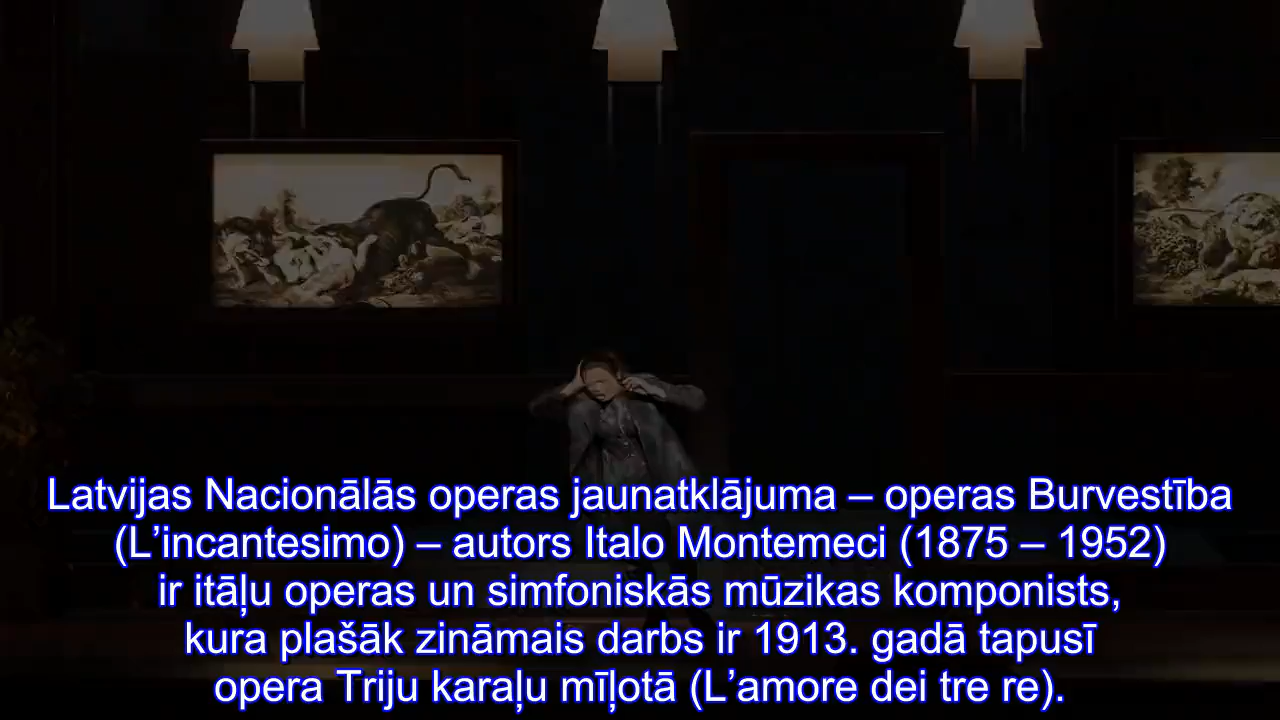 Latvijas Nacionālās operas jaunatklājuma – operas Burvestība
(L’incantesimo) – autors Italo Montemeci (1875 – 1952)
ir itāļu operas un simfoniskās mūzikas komponists,
kura plašāk zināmais darbs ir 1913. gadā tapusī
opera Triju karaļu mīļotā (L’amore dei tre re).